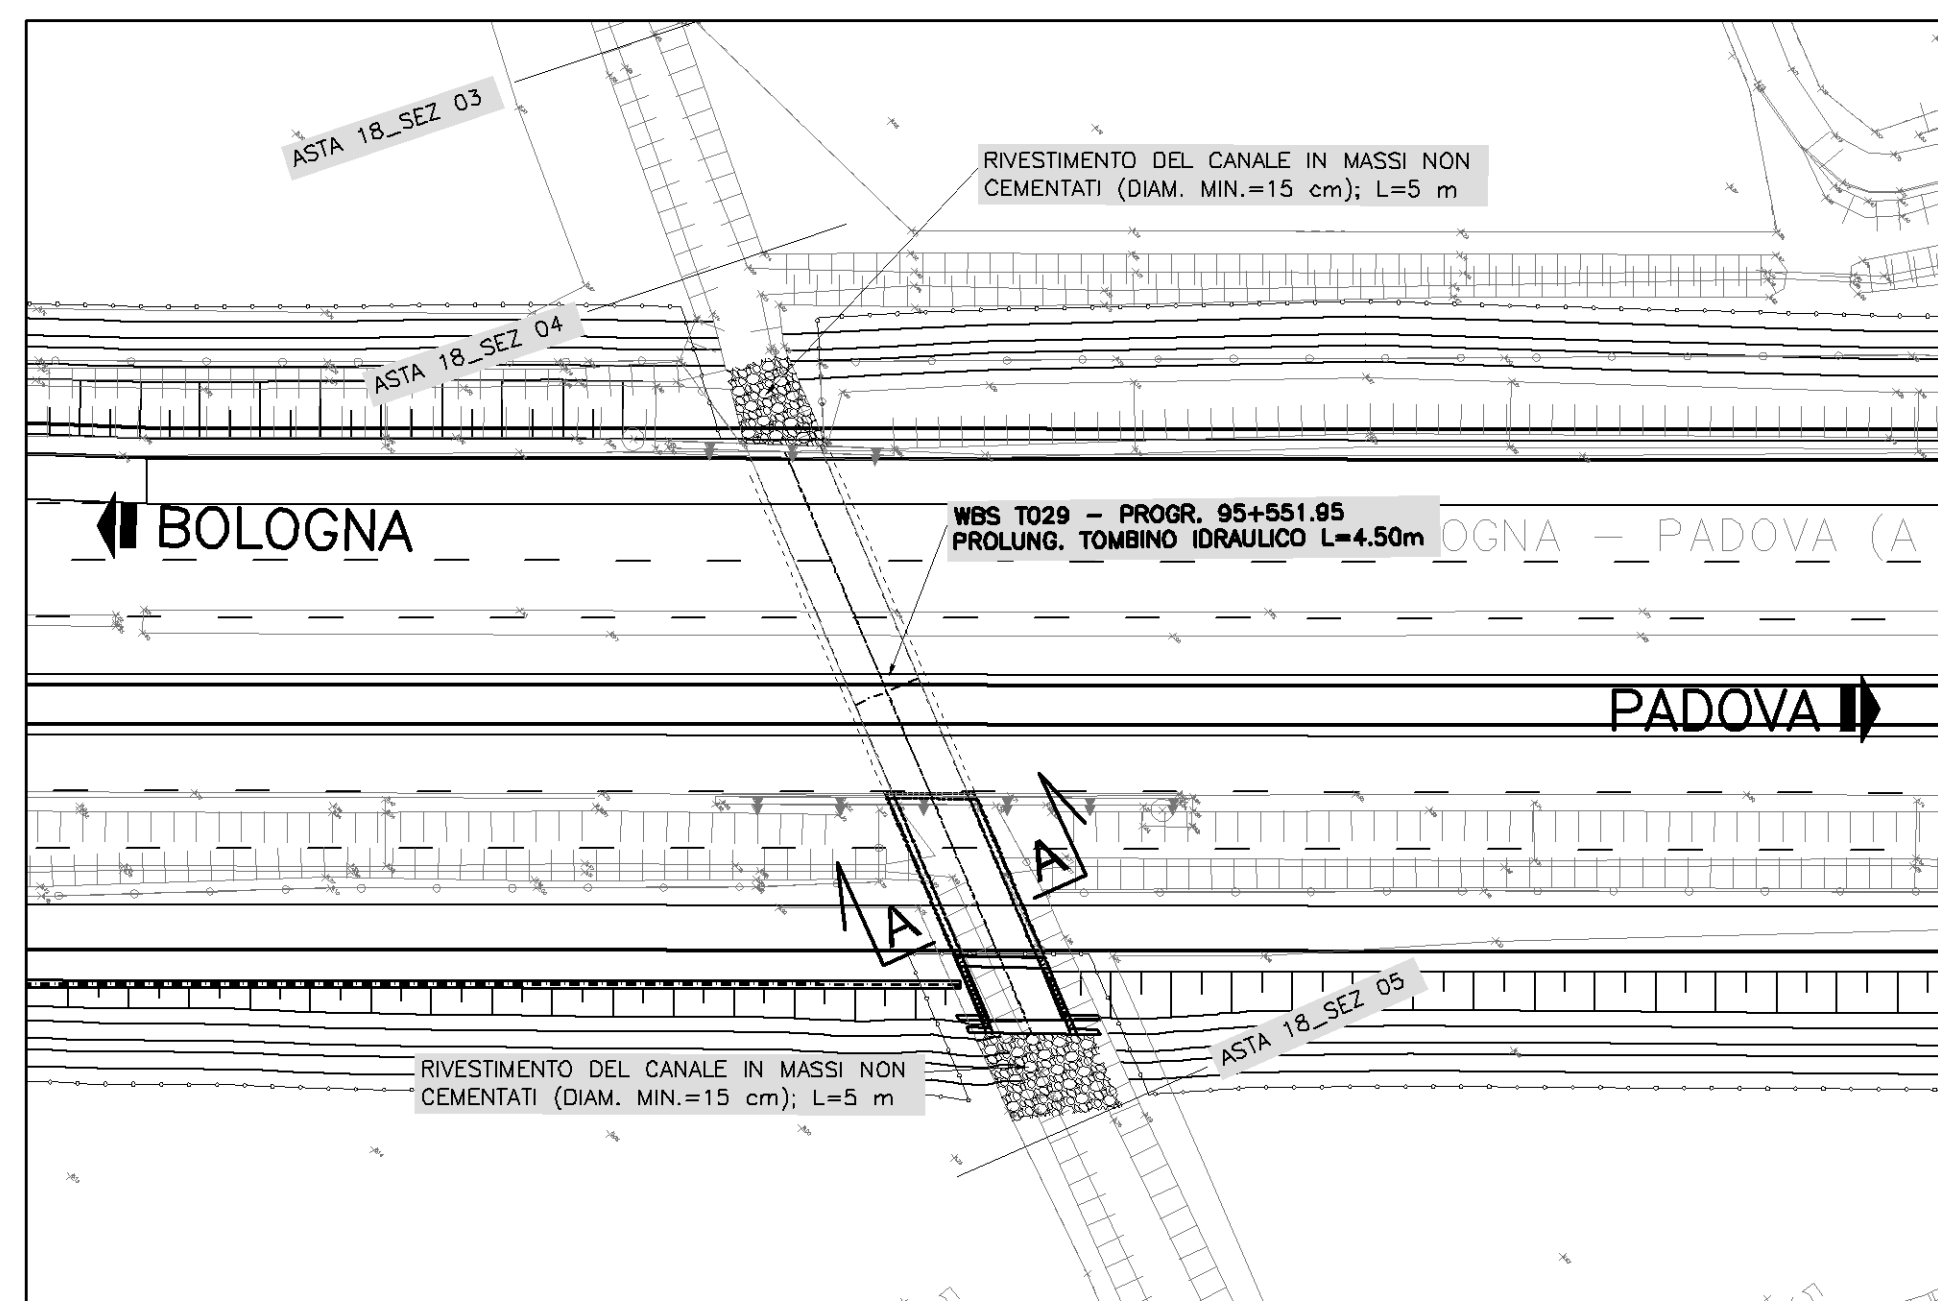 ASTA 18_SEZ 03
RIVESTIMENTO DEL CANALE IN MASSI NON
CEMENTATI (DIAM. MIN.=15 cm); L=5 m
ASTA 18_SEZ 04
BOLOGNA
WBS TO29 - PROGR. 95+551.95
PROLUNG. TOMBINO IDRAULICO L=4.50m
OGNA - PADOVA (A
PADOVA
A
A
ASTA 18_SEZ 05
RIVESTIMENTO DEL CANALE IN MASSI NON
CEMENTATI (DIAM. MIN.=15 cm); L=5 m